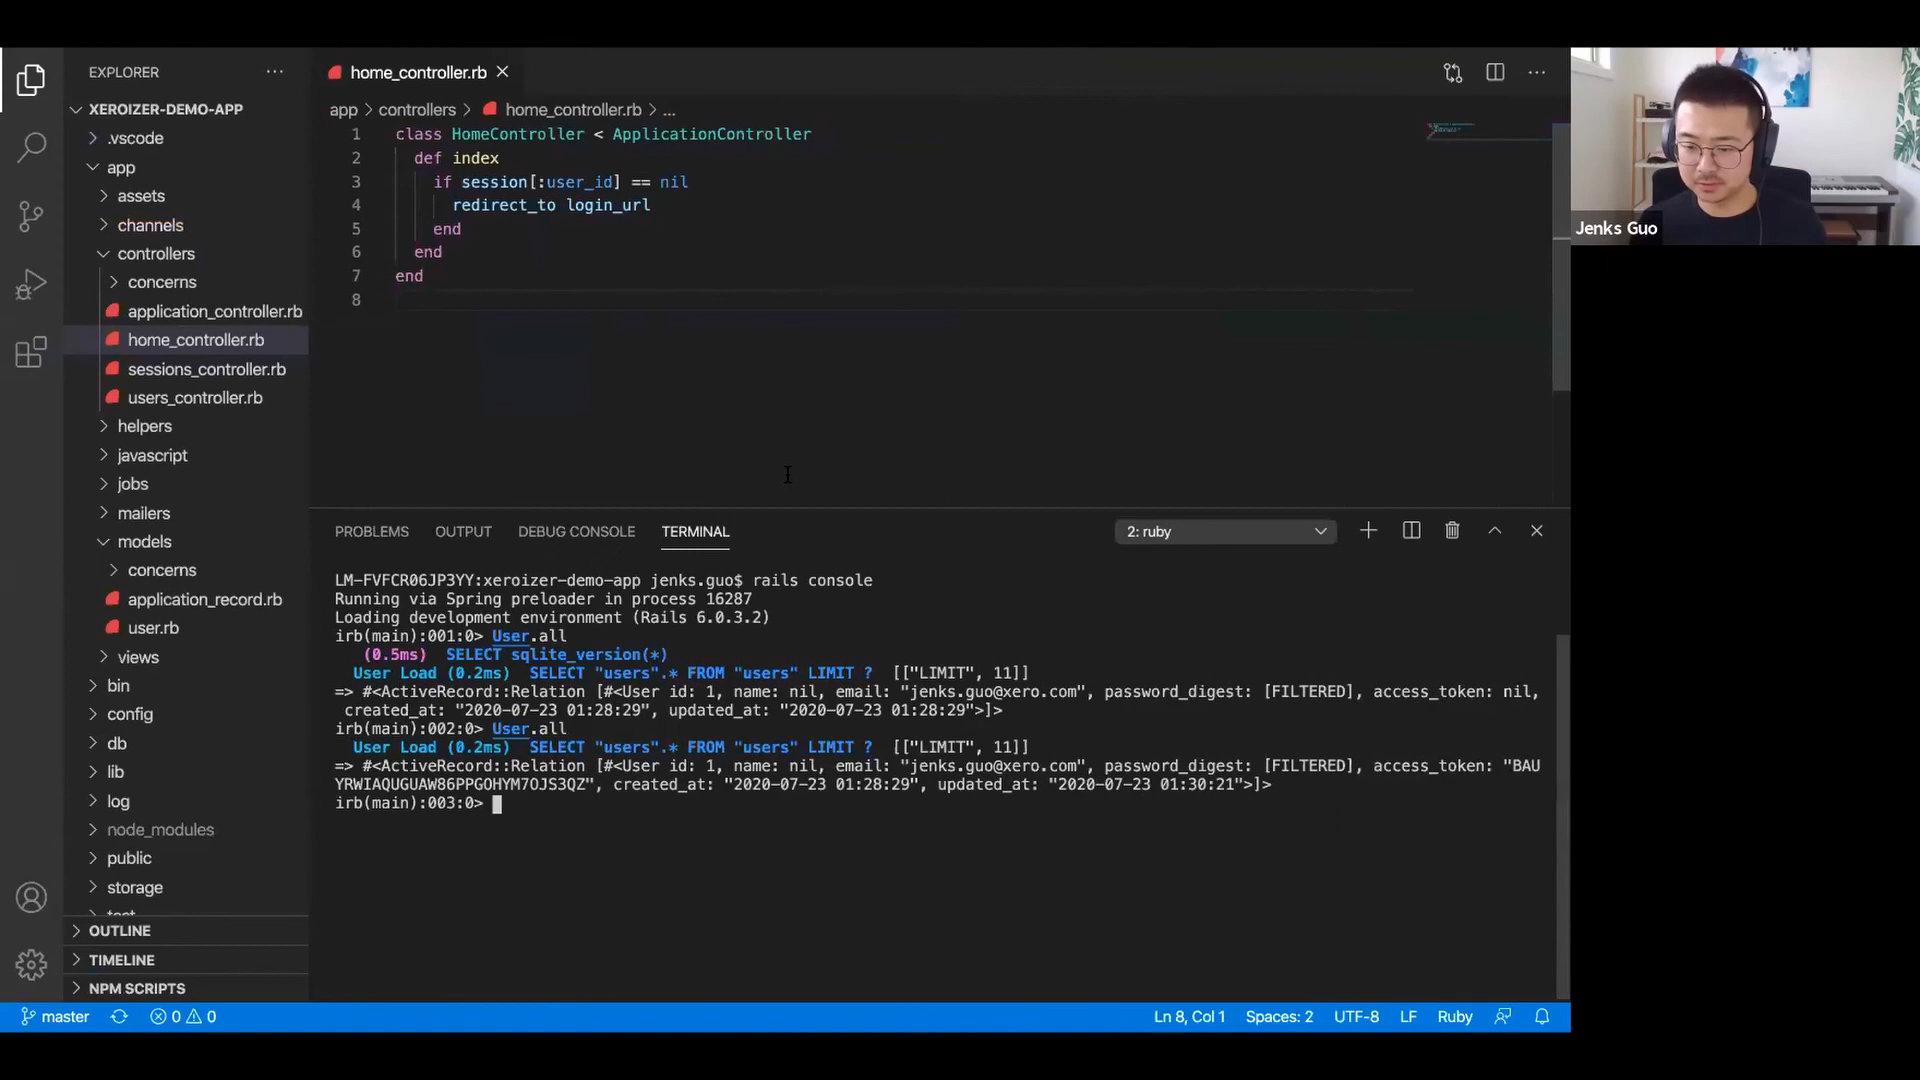 EXPLORER
XEROIZER-DEMO-APP
.vscode
app
assets
channels
controllers
concerns
application_controller.rb
home_controller.rb
sessions_controller.rb
users_controller.rb
helpers
javascript
jobs
mailers
models
concerns
application_record.rb
user.rb
views
bin
config
db
lib
log
node_modules
public
storage
OUTLINE
TIMELINE
NPM SCRIPTS
home_controller.rb
app > controllers > home_controller.rb > ...
1 class HomeController < ApplicationController
2 def index
3 if session[:user_id] == nil
4 redirect_to login_url
5 end
6 end
7 end
8
PROBLEMS OUTPUT DEBUG CONSOLE TERMINAL
2: ruby
LM-FVFCR06JP3YY:xeroizer-demo-app jenks.guo$ rails console
Running via Spring preloader in process 16287
Loading development environment (Rails 6.0.3.2)
irb(main):001:0> User.all
(0.5ms) SELECT sqlite_version(*)
User Load (0.2ms) SELECT "users".* FROM "users" LIMIT ? [["LIMIT", 11]]
=> #<ActiveRecord::Relation [#<User id: 1, name: nil, email: "jenks.guo@xero.com", password_digest: [FILTERED], access_token: nil,
created_at: "2020-07-23 01:28:29", updated_at: "2020-07-23 01:28:29">]>
irb(main):002:0> User.all
User Load (0.2ms) SELECT "users".* FROM "users" LIMIT ? [["LIMIT", 11]]
=> #<ActiveRecord::Relation [#<User id: 1, name: nil, email: "jenks.guo@xero.com", password_digest: [FILTERED], access_token: "BAU
YRWIAQUGUAW86PPGOHYM7OJS3QZ", created_at: "2020-07-23 01:28:29", updated_at: "2020-07-23 01:30:21">]>
irb(main):003:0>
master 0 0
Ln 8, Col 1 Spaces: 2 UTF-8 LF Ruby
Jenks Guo